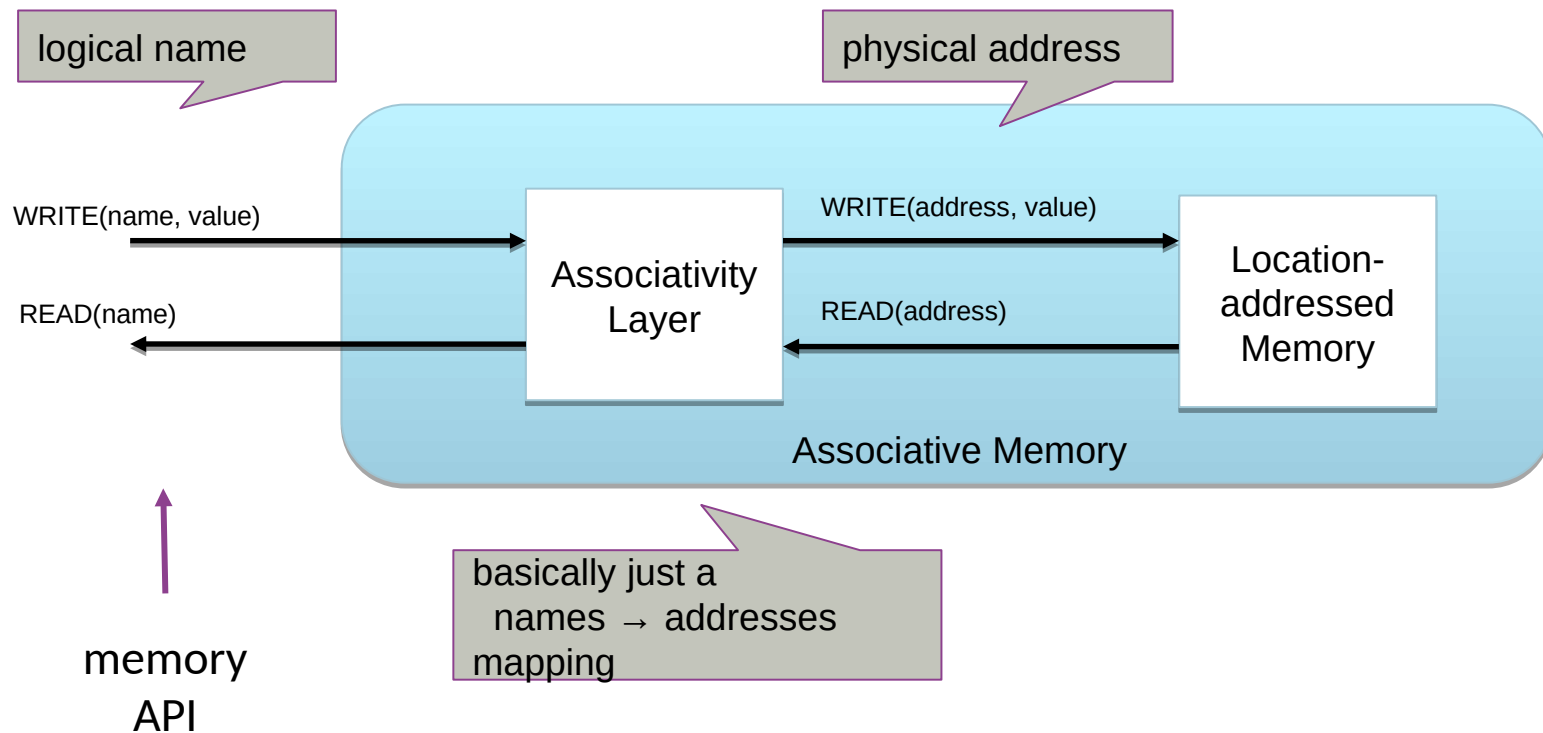 logical name
physical address
WRITE(name, value)
WRITE(address, value)
Associativity
Layer
Location-
addressed
Memory
READ(name)
READ(address)
Associative Memory
basically just a
names → addresses
mapping
memory
API